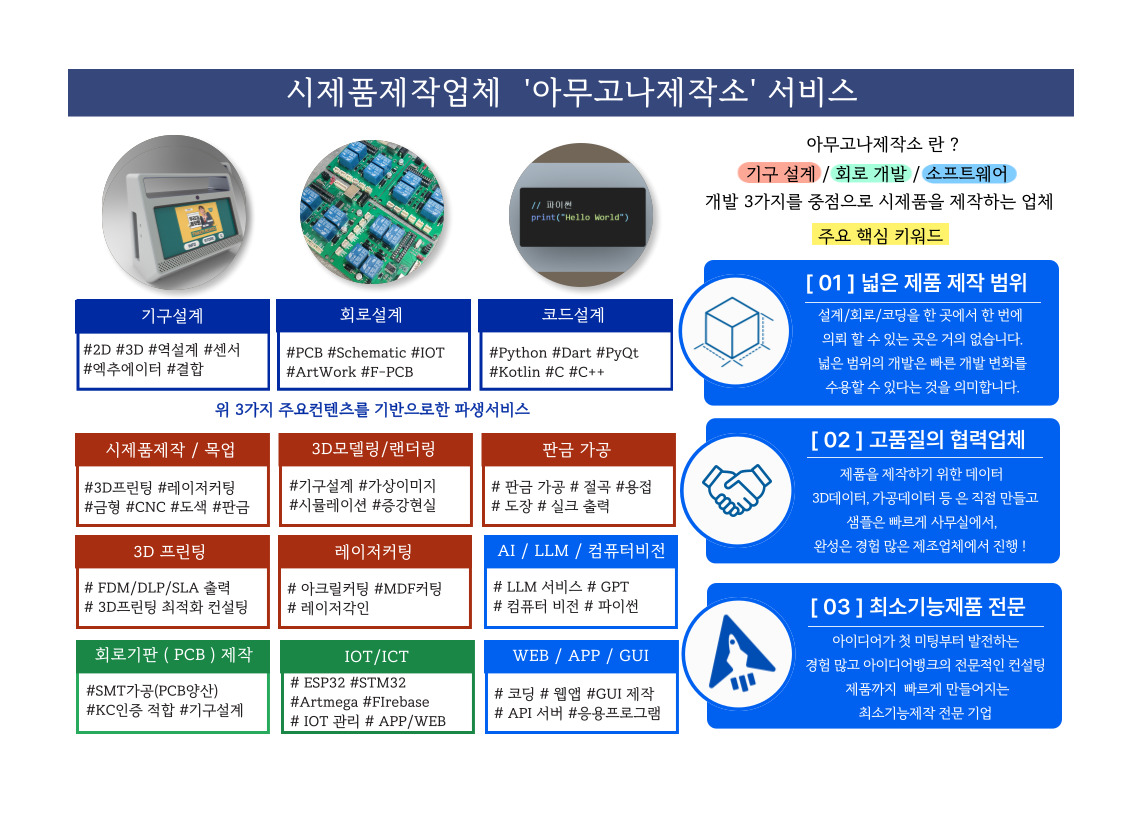 시제품제작업체 '아무고나제작소' 서비스
// 파이썬
print("Hello World")
기구설계
#2D #3D #역설계 #센서
#엑추에이터 #결합
회로설계
#PCB #Schematic #IOT
#ArtWork #F-PCB
코드설계
#Python #Dart #PyQt
#Kotlin #C #C++
위 3가지 주요컨텐츠를 기반으로한 파생서비스
시제품제작 / 목업
#3D프린팅 #레이저커팅
#금형 #CNC #도색 #판금
3D모델링/랜더링
#기구설계 #가상이미지
#시뮬레이션 #증강현실
판금 가공
# 판금 가공 # 절곡 #용접
# 도장 # 실크 출력
3D 프린팅
# FDM/DLP/SLA 출력
# 3D프린팅 최적화 컨설팅
레이저커팅
# 아크릴커팅 #MDF커팅
# 레이저각인
AI / LLM / 컴퓨터비전
# LLM 서비스 # GPT
# 컴퓨터 비전 # 파이썬
회로기판 ( PCB ) 제작
#SMT가공(PCB양산)
#KC인증 적합 #기구설계
IOT/ICT
# ESP32 #STM32
#Artmega #FIrebase
# IOT 관리 # APP/WEB
WEB / APP / GUI
# 코딩 # 웹앱 #GUI 제작
# API 서버 #응용프로그램
아무고나제작소 란 ?
기구 설계 / 회로 개발 / 소프트웨어
개발 3가지를 중점으로 시제품을 제작하는 업체
주요 핵심 키워드
[ 01 ] 넓은 제품 제작 범위
설계/회로/코딩을 한 곳에서 한 번에
의뢰 할 수 있는 곳은 거의 없습니다.
넓은 범위의 개발은 빠른 개발 변화를
수용할 수 있다는 것을 의미합니다.
[ 02 ] 고품질의 협력업체
제품을 제작하기 위한 데이터
3D데이터, 가공데이터 등 은 직접 만들고
샘플은 빠르게 사무실에서,
완성은 경험 많은 제조업체에서 진행 !
[ 03 ] 최소기능제품 전문
아이디어가 첫 미팅부터 발전하는
경험 많고 아이디어뱅크의 전문적인 컨설팅
제품까지 빠르게 만들어지는
최소기능제작 전문 기업